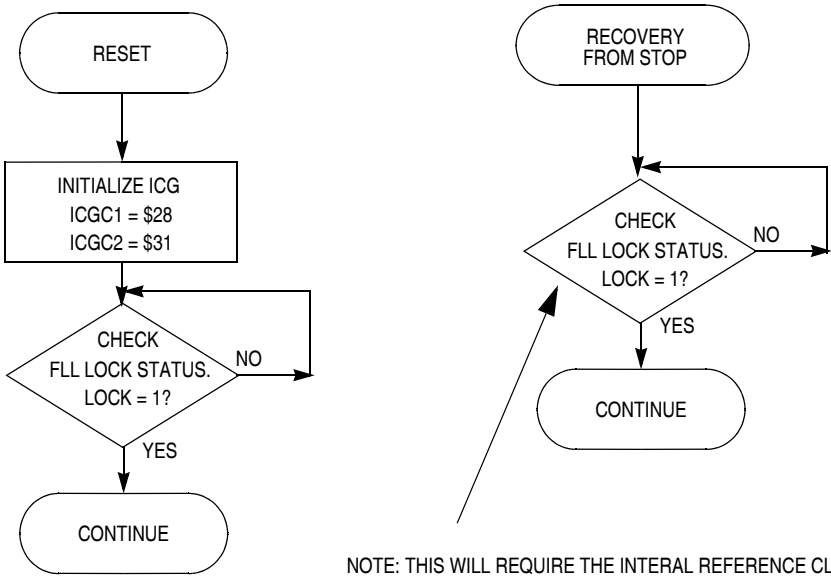 RESET
INITIALIZE ICG
ICGC1 = $28
ICGC2 = $31
CHECK
FLL LOCK STATUS.
LOCK = 1?
NO
YES
CONTINUE
RECOVERY
FROM STOP
CHECK
FLL LOCK STATUS.
LOCK = 1?
NO
YES
CONTINUE
NOTE: THIS WILL REQUIRE THE INTERAL REFERENCE CL